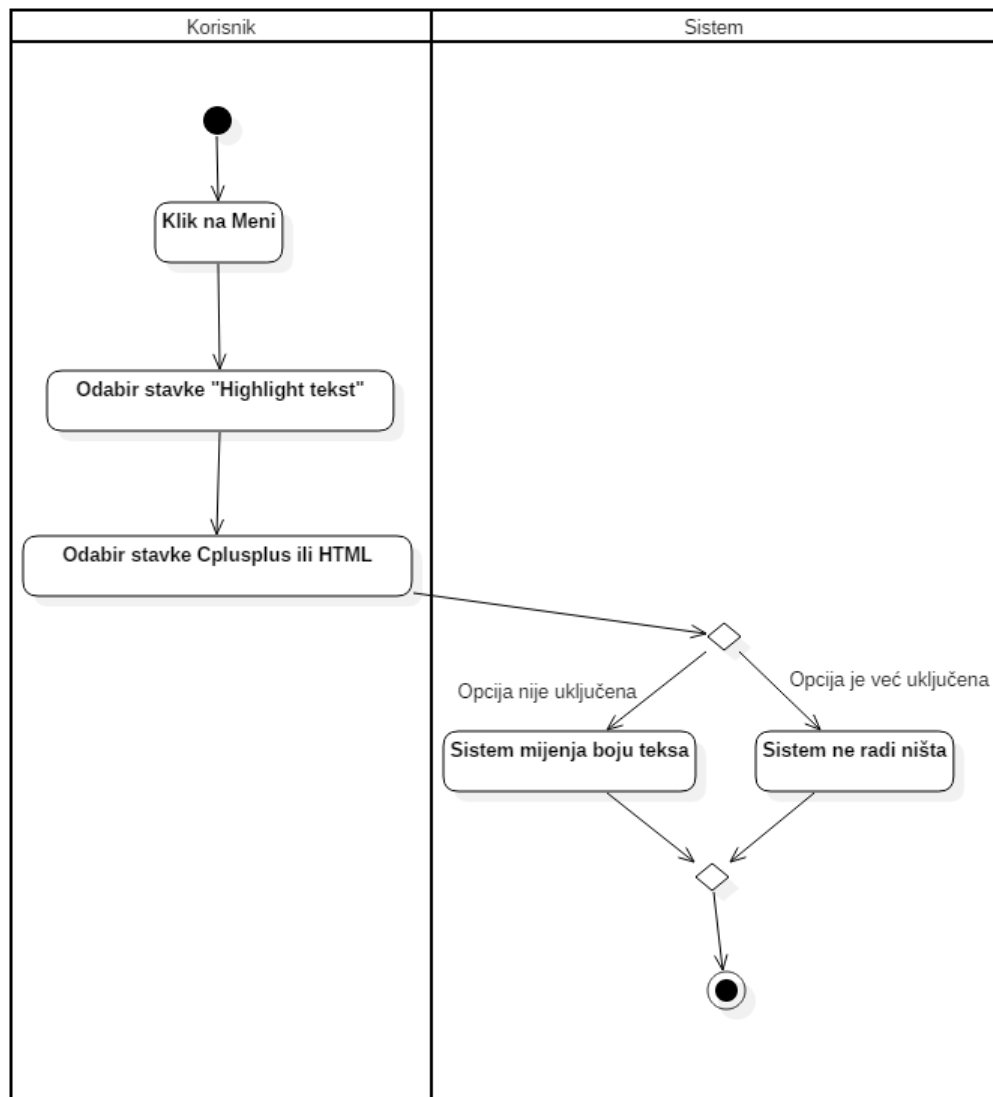 Korisnik
Sistem
Klik na Meni
Odabir stavke "Highlight tekst"
Odabir stavke Cplusplus ili HTML
Opcija nije uključena
Opcija je već uključena
Sistem mijenja boju teksa
Sistem ne radi ništa